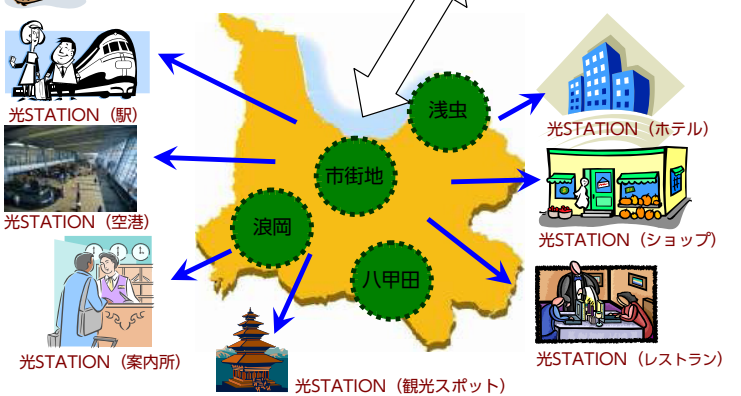 光STATION（駅）
浅虫
光STATION（ホテル）
市街地
光STATION（空港）
浪岡
光STATION（ショップ）
八甲田
光STATION（案内所）
光STATION（レストラン）
光STATION（観光スポット）